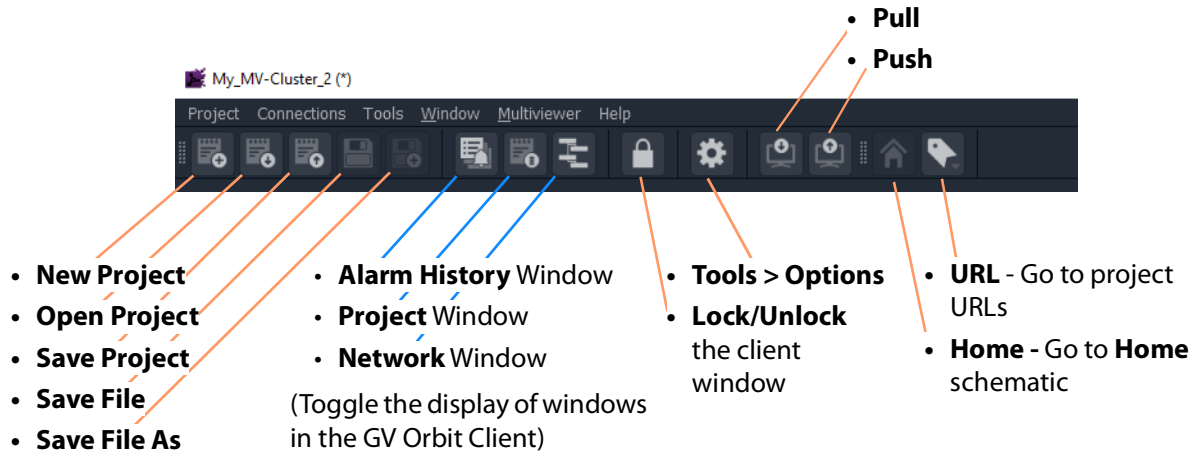 • Pull
• Push
My_MV-Cluster_2 (*)
Project Connections Tools Window Multiviewer Help
• New Project
• Open Project
• Save Project
• Save File
• Save File As
• Alarm History Window
• Project Window
• Network Window
(Toggle the display of windows
in the GV Orbit Client)
• Tools > Options
• Lock/Unlock
the client
window
• URL - Go to project
URLs
• Home - Go to Home
schematic